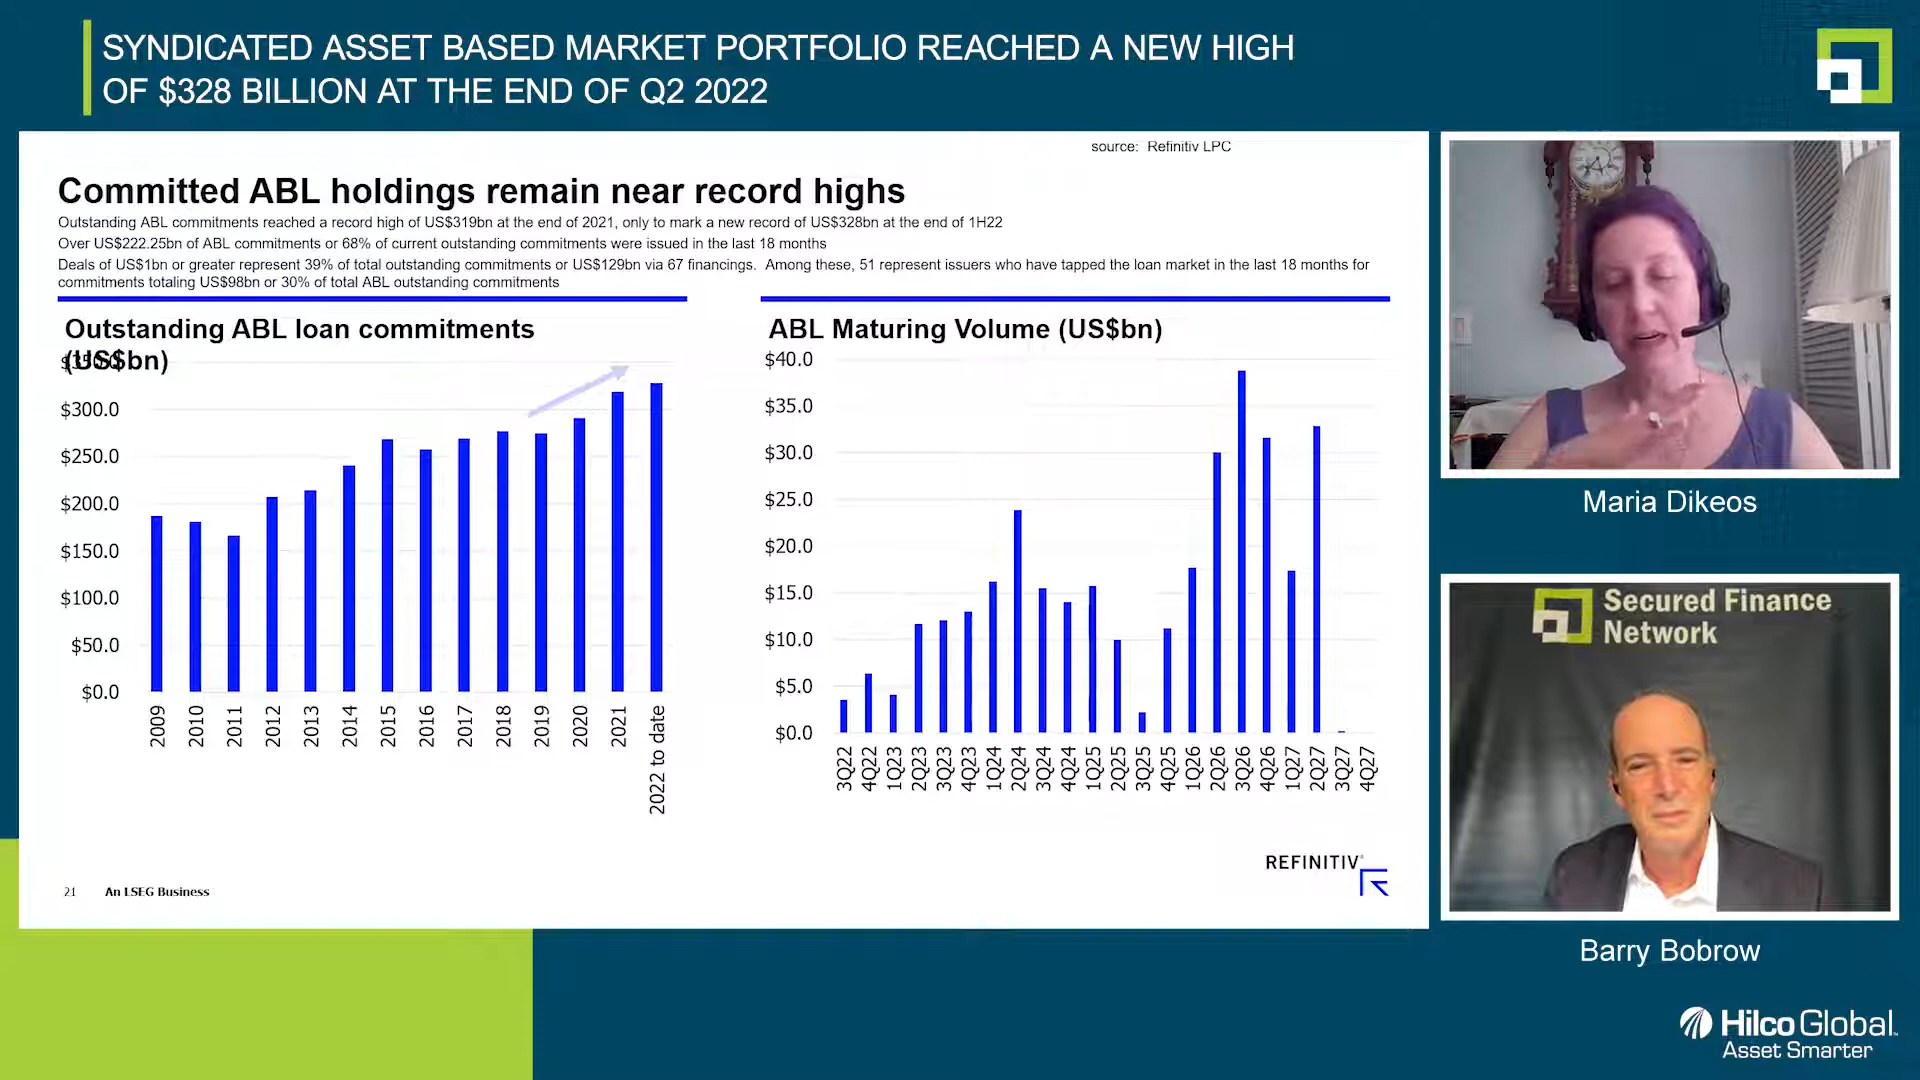 SYNDICATED ASSET BASED MARKET PORTFOLIO REACHED A NEW HIGH
OF $328 BILLION AT THE END OF Q2 2022
source: Refinitiv LPC
Committed ABL holdings remain near record highs
Outstanding ABL commitments reached a record high of US$319bn at the end of 2021, only to mark a new record of US$328bn at the end of 1H22
Over US$222.25bn of ABL commitments or 68% of current outstanding commitments were issued in the last 18 months
Deals of US$1bn or greater represent 39% of total outstanding commitments or US$129bn via 67 financings. Among these, 51 represent issuers who have tapped the loan market in the last 18 months for
commitments totaling US$98bn or 30% of total ABL outstanding commitments
Outstanding ABL loan commitments
(US$bn)
$350.0
$300.0
$250.0
$200.0
$150.0
$100.0
$50.0
$0.0
2009
2010
2011
2012
2013
2014
2015
2016
2017
2018
2019
2020
2021
2022 to date
ABL Maturing Volume (US$bn)
$40.0
$35.0
$30.0
$25.0
$20.0
$15.0
$10.0
$5.0
$0.0
3Q22
4Q22
1Q23
2Q23
3Q23
4Q23
1Q24
2Q24
3Q24
4Q24
1Q25
2Q25
3Q25
4Q25
1Q26
2Q26
3Q26
4Q26
1Q27
2Q27
3Q27
4Q27
REFINITIV
21 An LSEG Business
Maria Dikeos
Secured Finance
Network
Barry Bobrow
Hilco Global
Asset Smarter